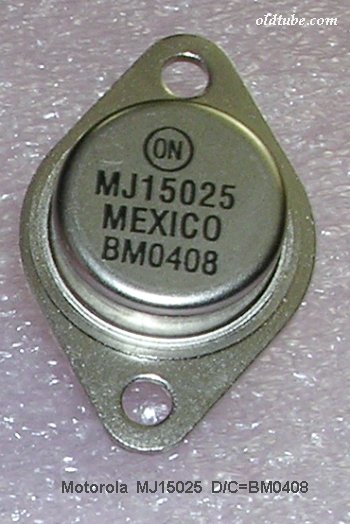 oldtube.com
ON
MJ15025
MEXICO
BM0408
Motorola MJ15025 D/C=BM0408